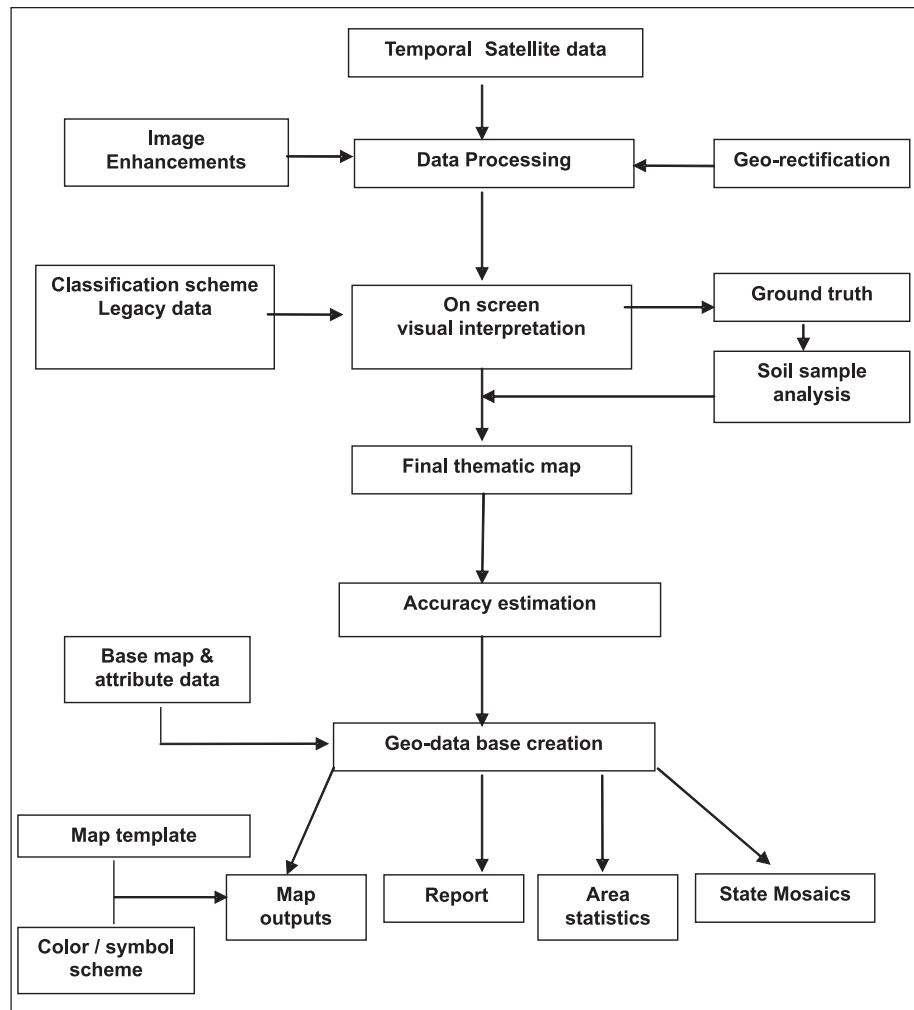 Temporal Satellite data
Image
Enhancements
Data Processing
Geo-rectification
Classification scheme
Legacy data
On screen
visual interpretation
Ground truth
Soil sample
analysis
Final thematic map
Accuracy estimation
Base map &
attribute data
Geo-data base creation
Map template
Map
outputs
Report
Area
statistics
State Mosaics
Color / symbol
scheme